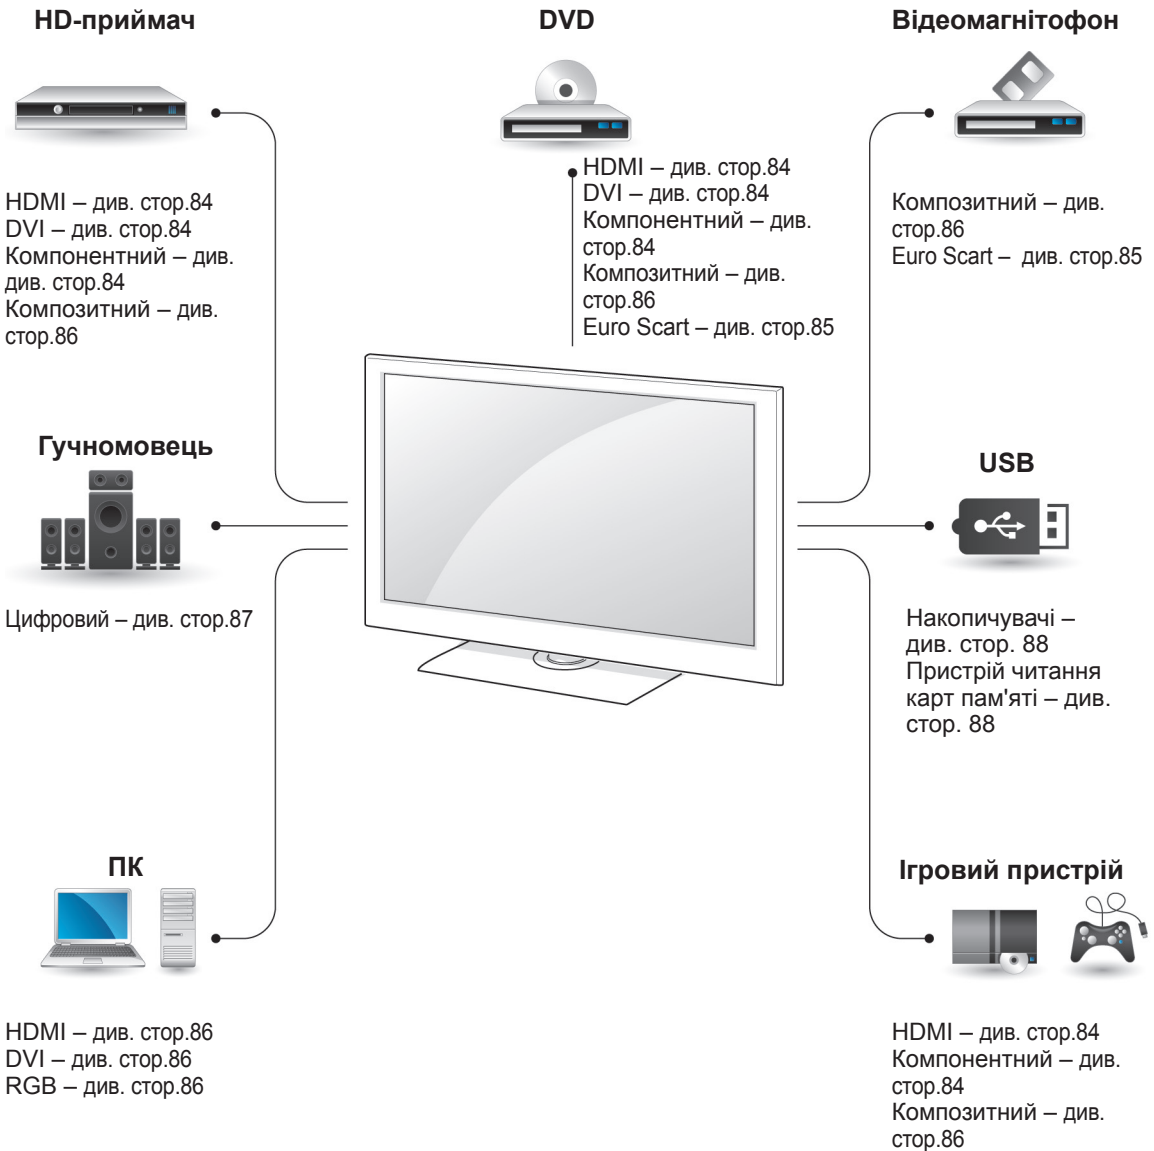 HD-приймач
HDMI – див. стор.84
DVI – див. стор.84
Компонентний – див.
див. стор.84
Композитний – див.
стор.86
DVD
HDMI – див. стор.84
DVI – див. стор.84
Компонентний – див.
стор.84
Композитний – див.
стор.86
Euro Scart – див. стор.85
Відеомагнітофон
Композитний – див.
стор.86
Euro Scart –  див. стор.85
Гучномовець
Цифровий – див. стор.87
USB
Накопичувачі –
див. стор. 88
Пристрій читання
карт пам'яті – див.
стор. 88
ПК
HDMI – див. стор.86
DVI – див. стор.86
RGB – див. стор.86
Ігровий пристрій
HDMI – див. стор.84
Компонентний – див.
стор.84
Композитний – див.
стор.86